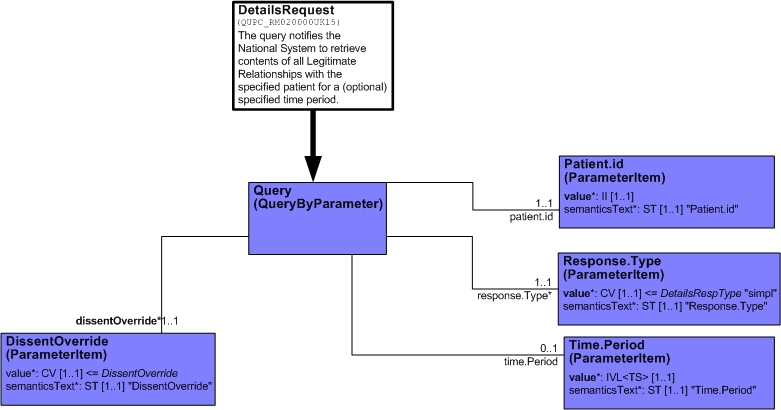 DetailsRequest
(QUPC_RM020000UK15)
The query notifies the
National System to retrieve
contents of all Legitimate
Relationships with the
specified patient for a (optional)
specified time period.
Query
(QueryByParameter)
Patient.id
(ParameterItem)
value*: II [1..1]
semanticsText*: ST [1..1] "Patient.id"
1..1
patient.id
Response.Type
(ParameterItem)
value*: CV [1..1] <= DetailsRespType "simpl"
semanticsText*: ST [1..1] "Response.Type"
1..1
response.Type*
dissentOverride*1..1
DissentOverride
(ParameterItem)
value*: CV [1..1] <= DissentOverride
semanticsText*: ST [1..1] "DissentOverride"
0..1
time.Period
Time.Period
(ParameterItem)
value*: IVL<TS> [1..1]
semanticsText*: ST [1..1] "Time.Period"